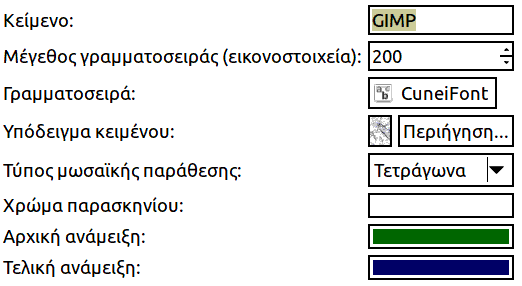 Κείμενο: GIMP
Μέγεθος γραμματοσειράς (εικονοστοιχεία): 200
Γραμματοσειρά: CuneiFont
Υπόδειγμα κειμένου: Περιήγηση...
Τύπος μωσαϊκής παράθεσης: Τετράγωνα
Χρώμα παρασκηνίου:
Αρχική ανάμειξη:
Τελική ανάμειξη: